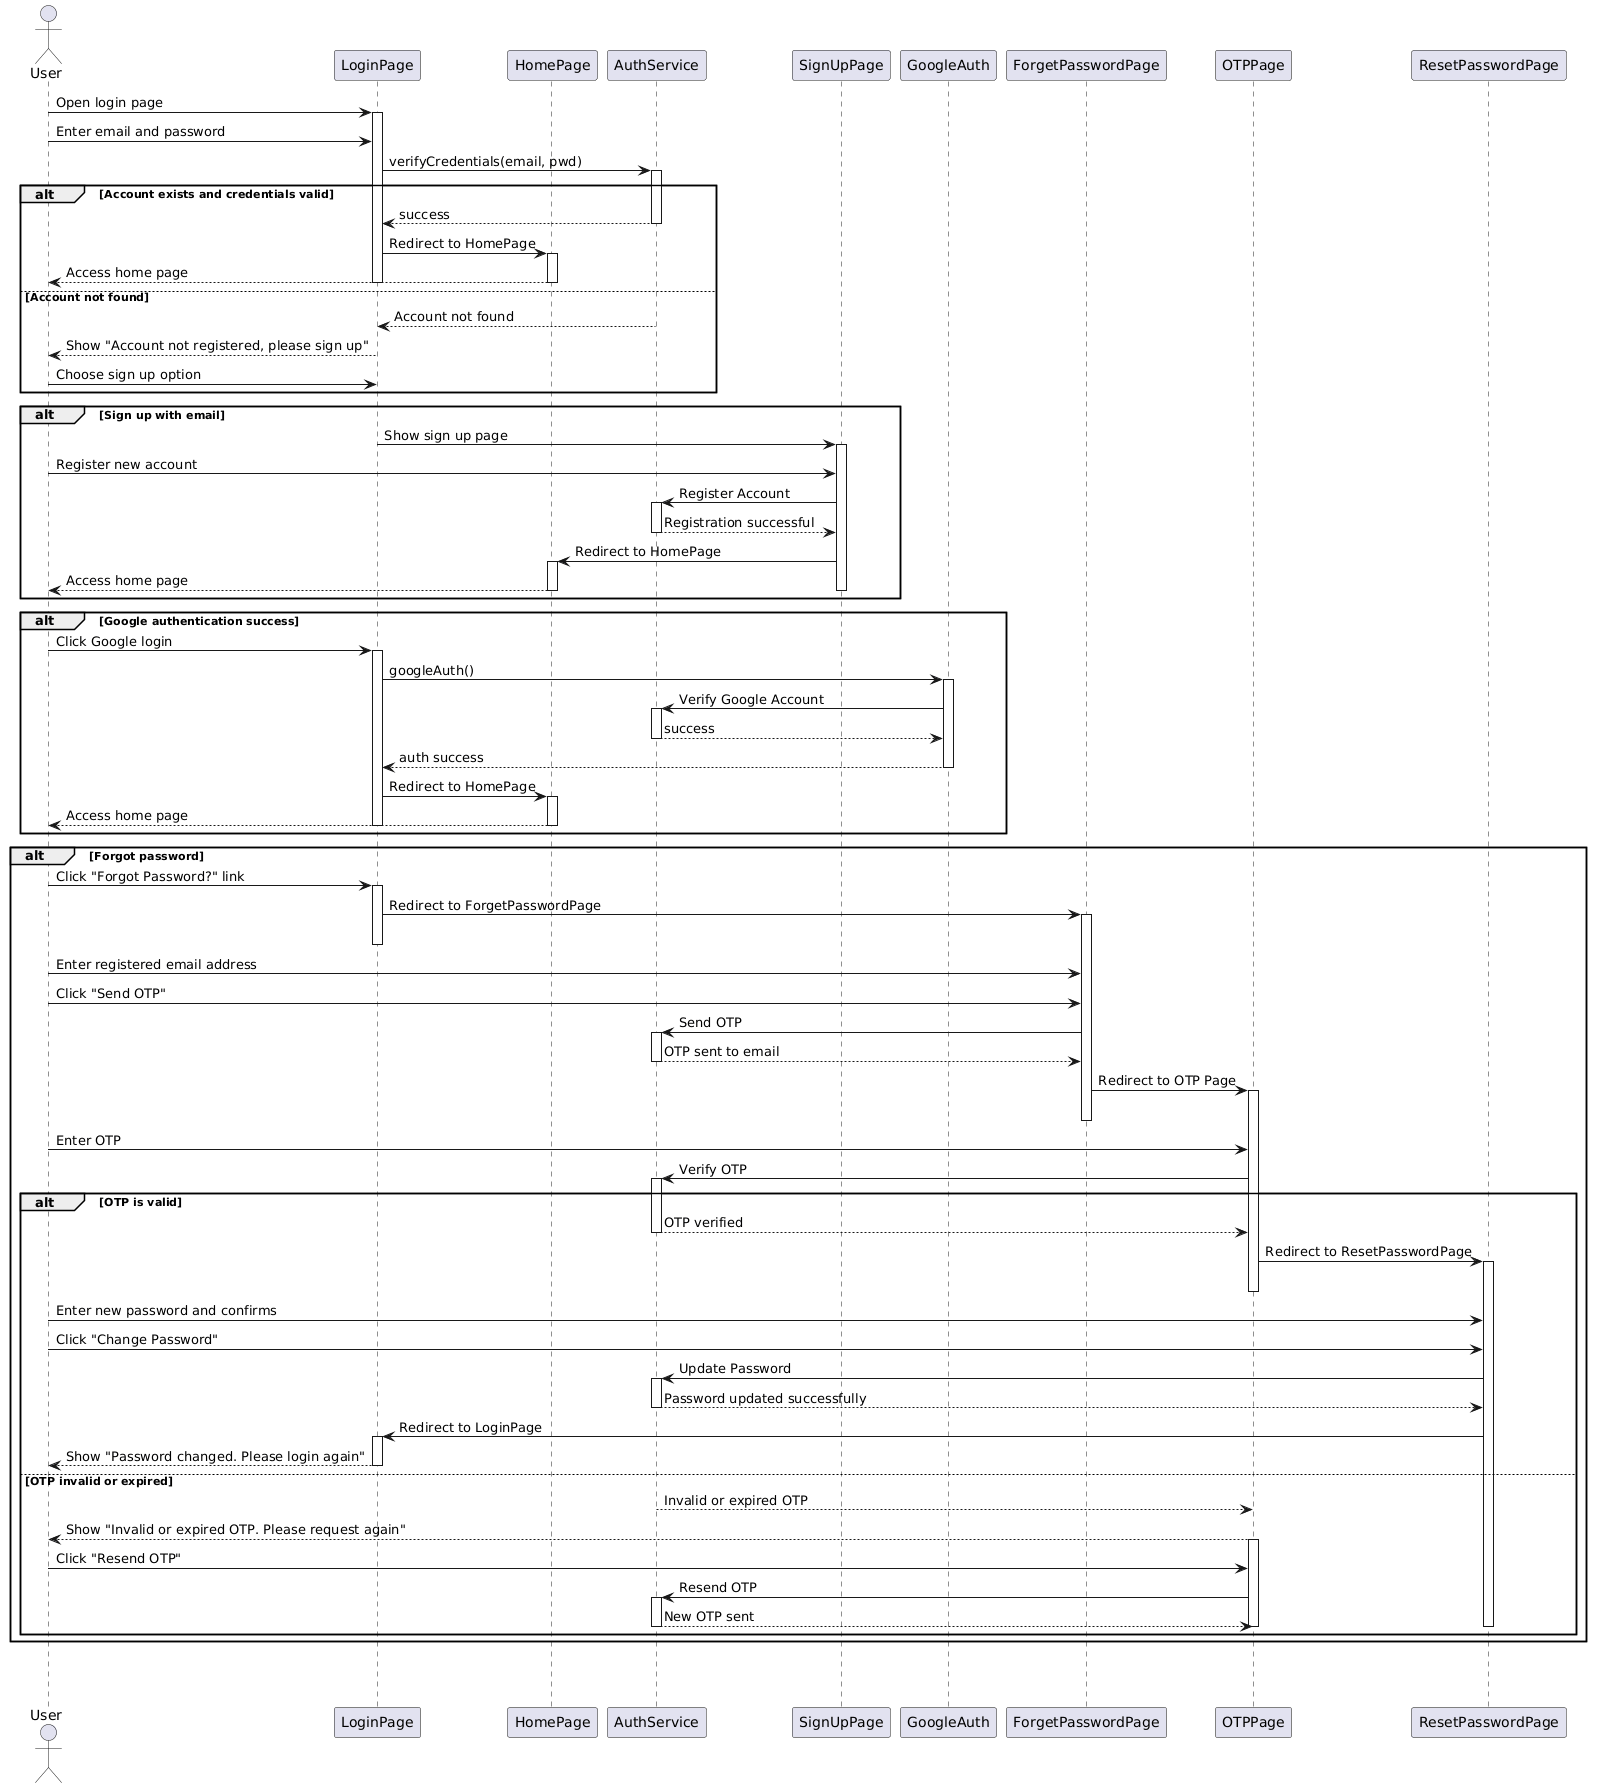 User
LoginPage
HomePage
AuthService
SignUpPage
GoogleAuth
ForgetPasswordPage
OTPPage
ResetPasswordPage
Open login page
Enter email and password
verifyCredentials(email, pwd)
alt [Account exists and credentials valid]
success
Redirect to HomePage
Access home page
[Account not found]
Account not found
Show "Account not registered, please sign up"
Choose sign up option
alt [Sign up with email]
Show sign up page
Register new account
Register Account
Registration successful
Redirect to HomePage
Access home page
alt [Google authentication success]
Click Google login
googleAuth()
Verify Google Account
success
auth success
Redirect to HomePage
Access home page
alt [Forgot password]
Click "Forgot Password?" link
Redirect to ForgetPasswordPage
Enter registered email address
Click "Send OTP"
Send OTP
OTP sent to email
Redirect to OTP Page
Enter OTP
Verify OTP
alt [OTP is valid]
OTP verified
Redirect to ResetPasswordPage
Enter new password and confirms
Click "Change Password"
Update Password
Password updated successfully
Redirect to LoginPage
Show "Password changed. Please login again"
[OTP invalid or expired]
Invalid or expired OTP
Show "Invalid or expired OTP. Please request again"
Click "Resend OTP"
Resend OTP
New OTP sent
User
LoginPage
HomePage
AuthService
SignUpPage
GoogleAuth
ForgetPasswordPage
OTPPage
ResetPasswordPage